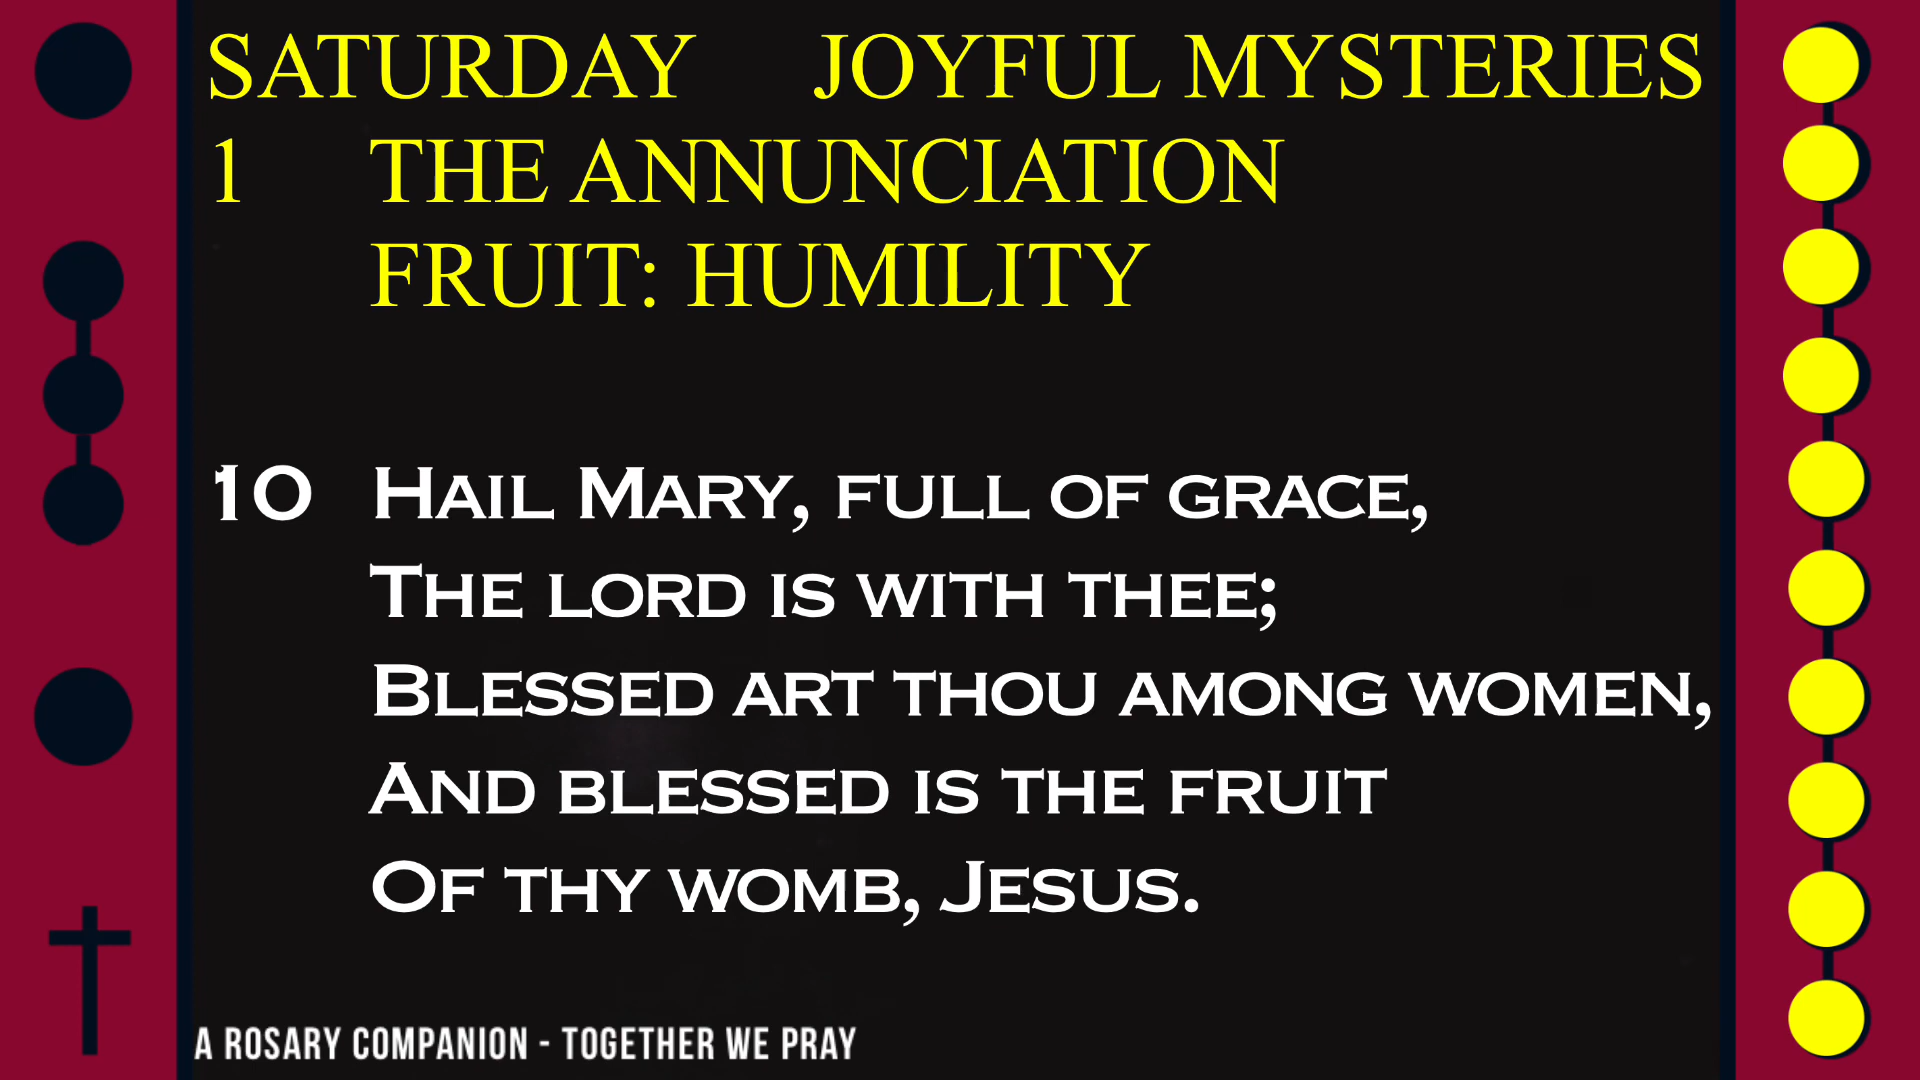 SATURDAY JOYFUL MYSTERIES
1 THE ANNUNCIATION
FRUIT: HUMILITY
10 Hail Mary, full of grace,
The lord is with thee;
Blessed art thou among women,
And blessed is the fruit
Of thy womb, Jesus.
A ROSARY COMPANION - TOGETHER WE PRAY